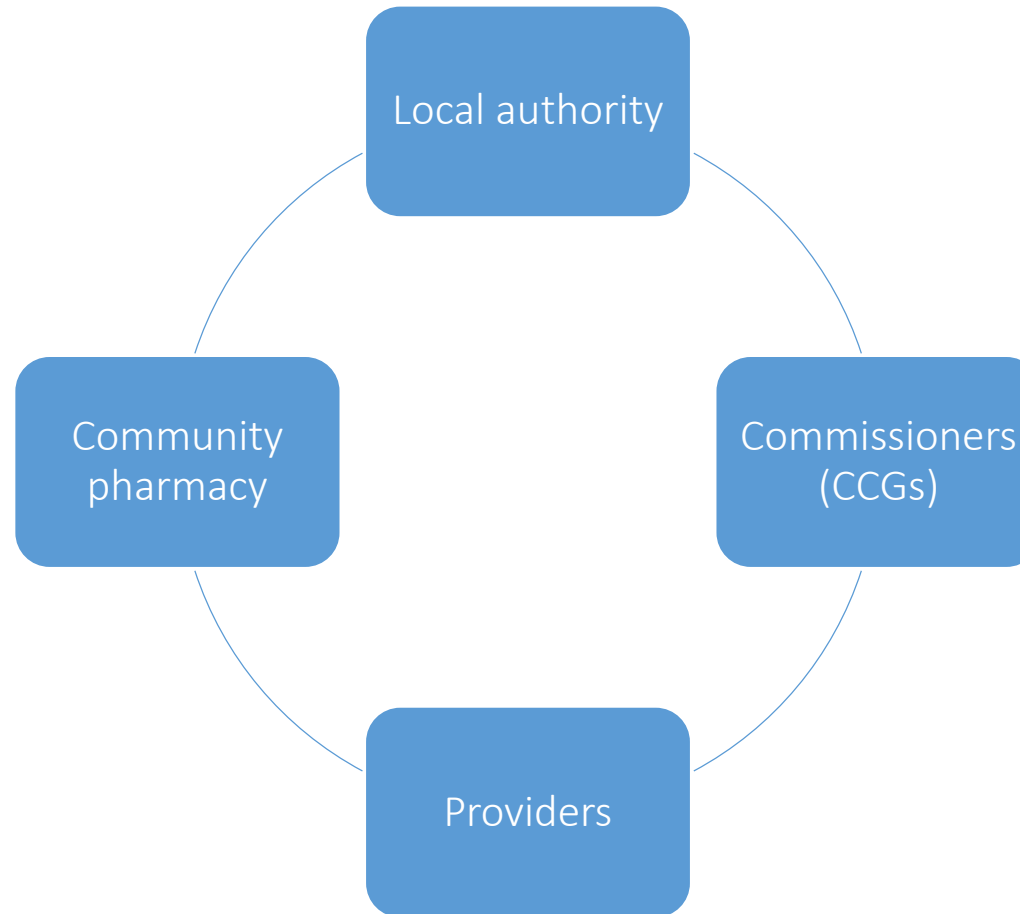 Local authority
Community
pharmacy
Commissioners
(CCGs)
Providers